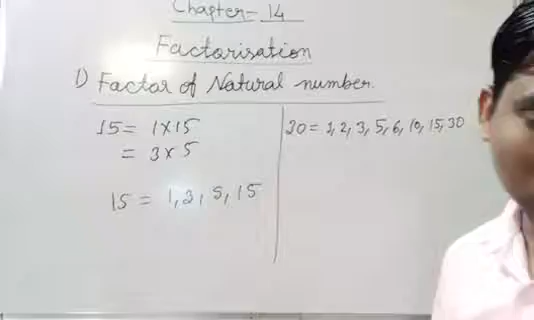 Chapter - 14
Factorisation
1) Factor of Natural number.
15 = 1 x 15
= 3 x 5
15 = 1, 3, 5, 15
30 = 1, 2, 3, 5, 6, 10, 15, 30